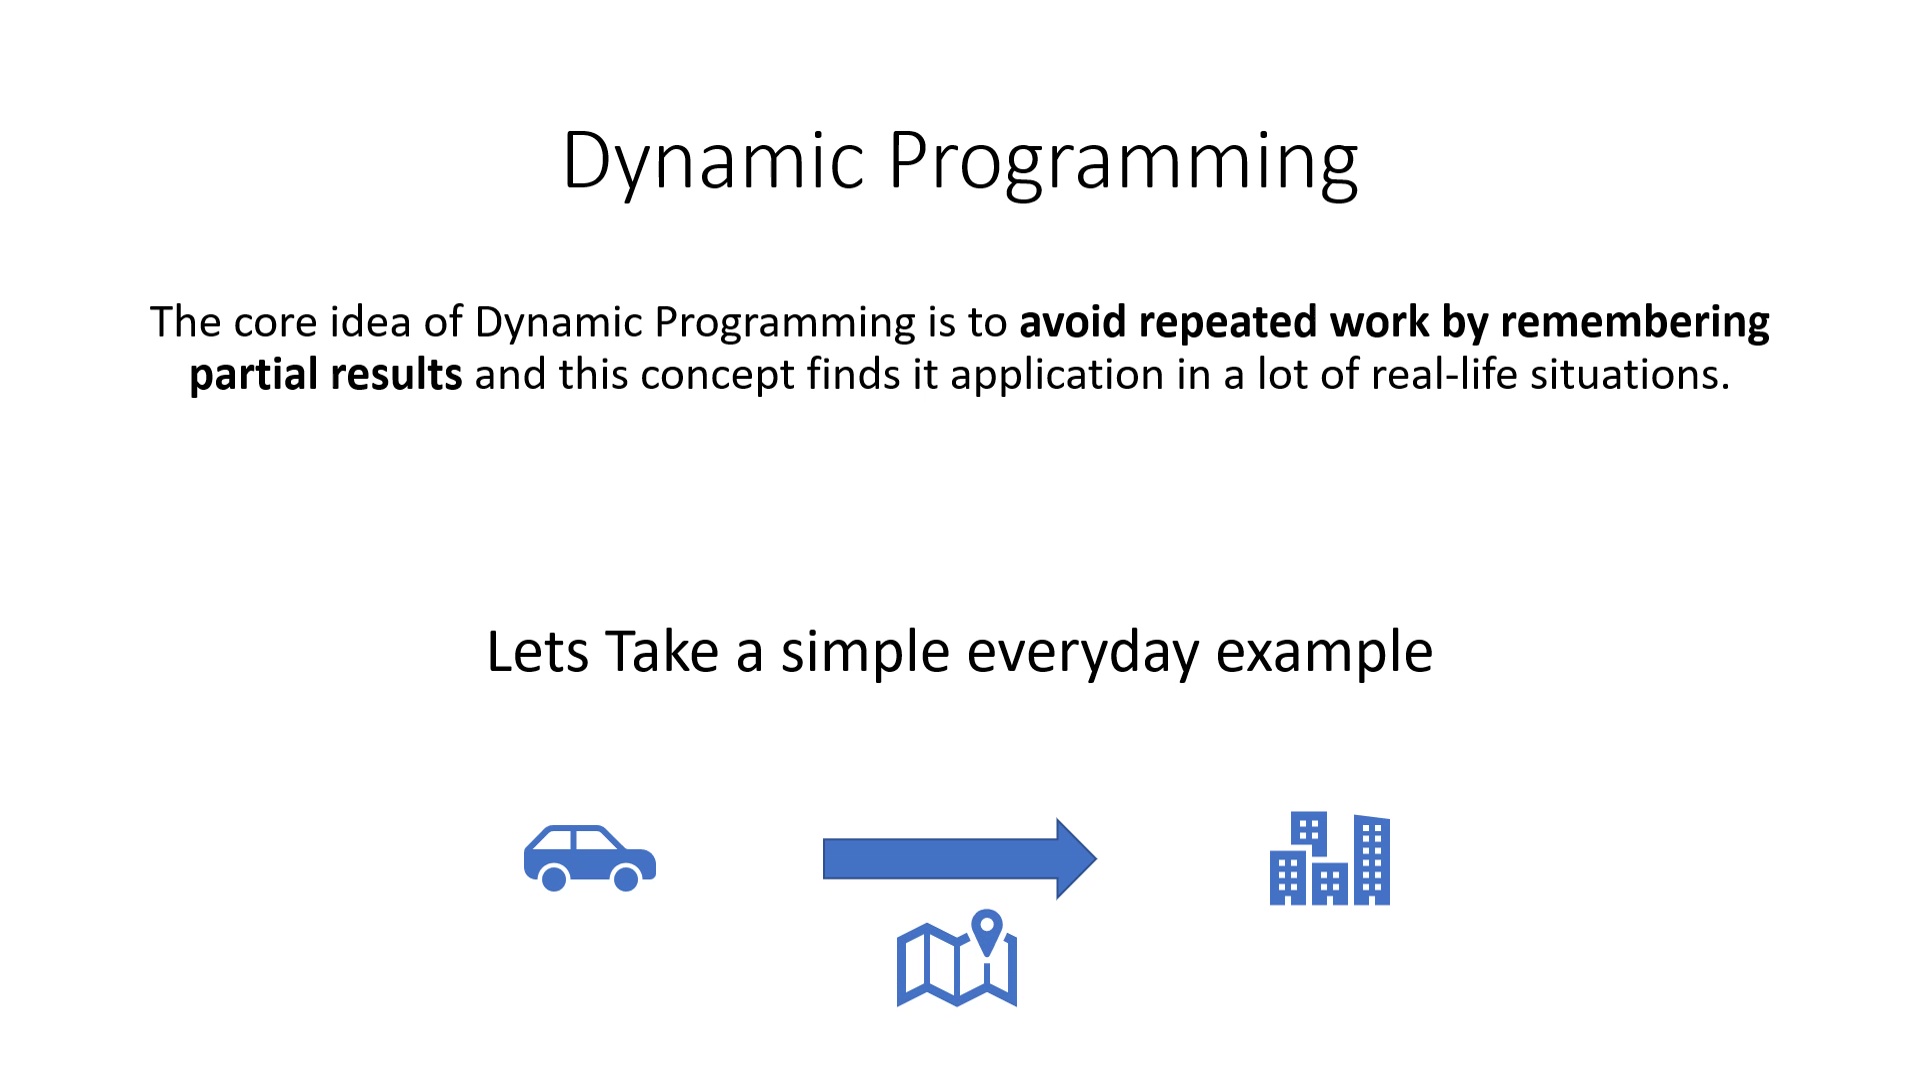 Dynamic Programming
The core idea of Dynamic Programming is to avoid repeated work by remembering
partial results and this concept finds it application in a lot of real-life situations.
Lets Take a simple everyday example